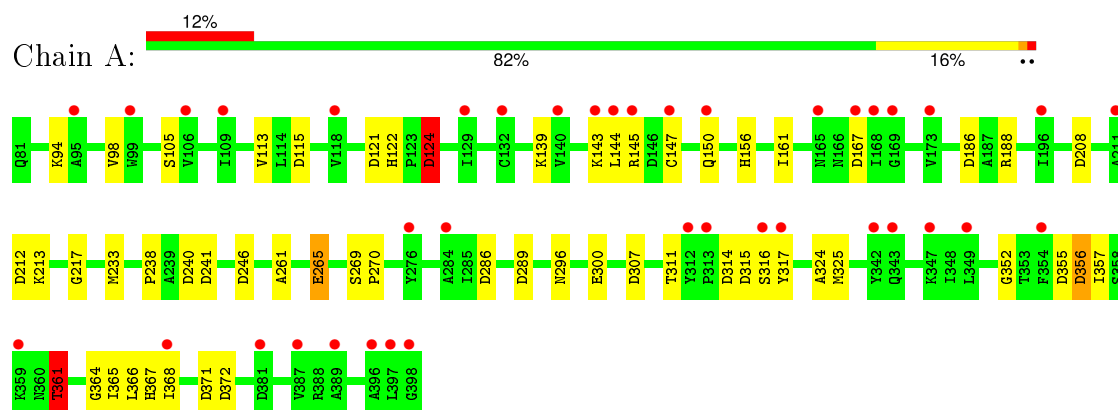 12%
Chain A:
82% 16% ••
Q81 K94 A95 V98 W99 S105 V106 I109 V113 L114 D115 V118 D121 H122 P123 D124 I129 C132 K139 V140 K143 L144 R145 D146 C147 Q150 H156 I161 N165 N166 D167 I168 G169 V173 D186 A187 R188 I196 D208 A211
D212 K213 G217 M233 P238 A239 D240 D241 D246 A261 E265 S269 P270 Y276 A284 I285 D286 D289 N296 E300 D307 T311 Y312 P313 D314 D315 S316 Y317 A324 M325 Y342 Q343 K347 I348 L349 G352 T353 F354 D355 D356 I357 S358
K359 N360 T361 G364 I365 L366 H367 I368 D371 D372 D381 V387 R388 A389 A396 L397 G398